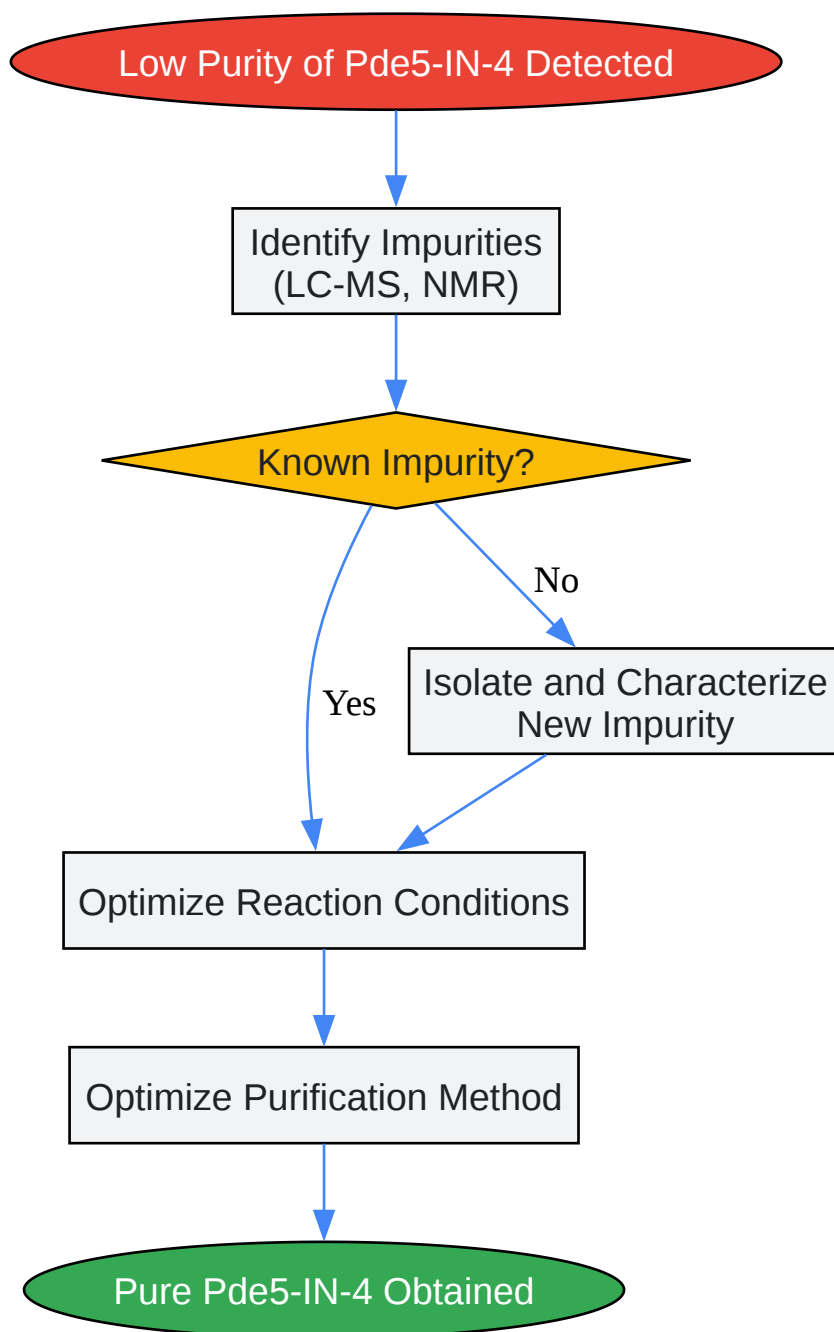 Low Purity of Pde5-IN-4 Detected
Identify Impurities
(LC-MS, NMR)
Known Impurity?
No
Isolate and Characterize
New Impurity
Yes
Optimize Reaction Conditions
Optimize Purification Method
Pure Pde5-IN-4 Obtained